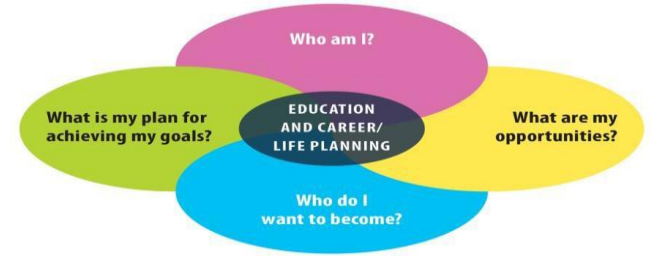 Who am I?
What is my plan for
achieving my goals?
EDUCATION
AND CAREER/
LIFE PLANNING
What are my
opportunities?
Who do I
want to become?